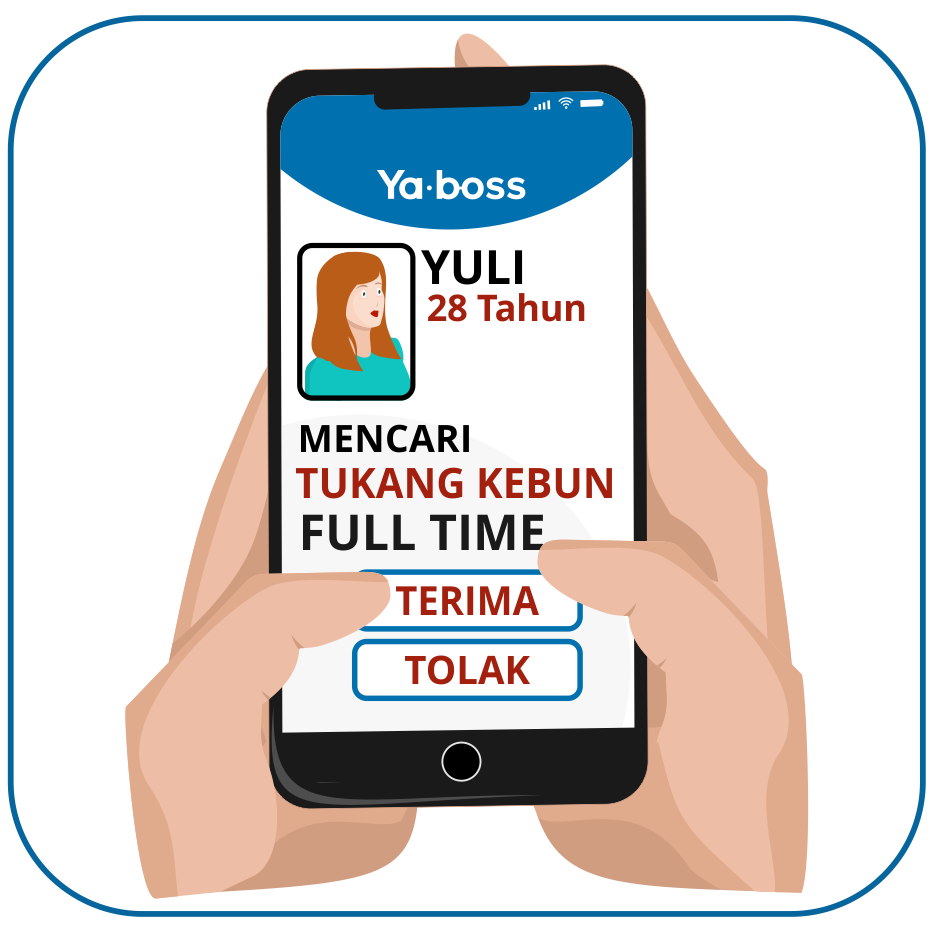 Ya·boss
YULI
28 Tahun
MENCARI
TUKANG KEBUN
FULL TIME
TERIMA
TOLAK